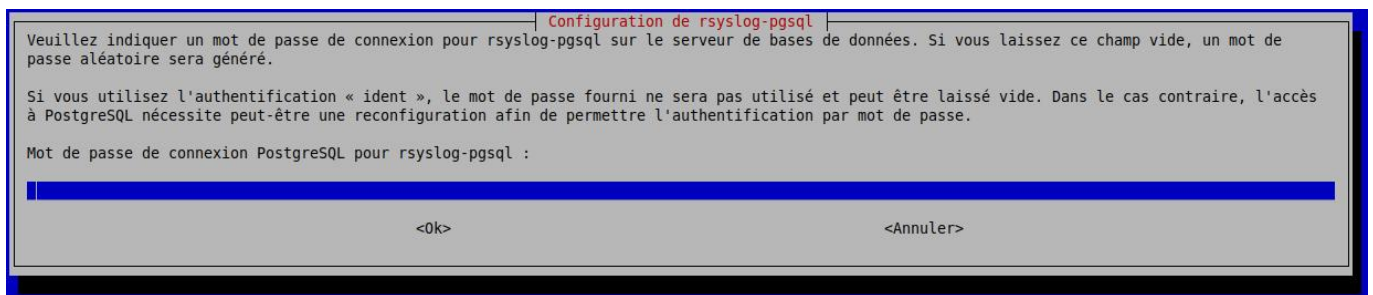 Configuration de rsyslog-pgsql
Veuillez indiquer un mot de passe de connexion pour rsyslog-pgsql sur le serveur de bases de données. Si vous laissez ce champ vide, un mot de
passe aléatoire sera généré.
Si vous utilisez l'authentification « ident », le mot de passe fourni ne sera pas utilisé et peut être laissé vide. Dans le cas contraire, l'accès
à PostgreSQL nécessite peut-être une reconfiguration afin de permettre l'authentification par mot de passe.
Mot de passe de connexion PostgreSQL pour rsyslog-pgsql :
<Ok> <Annuler>